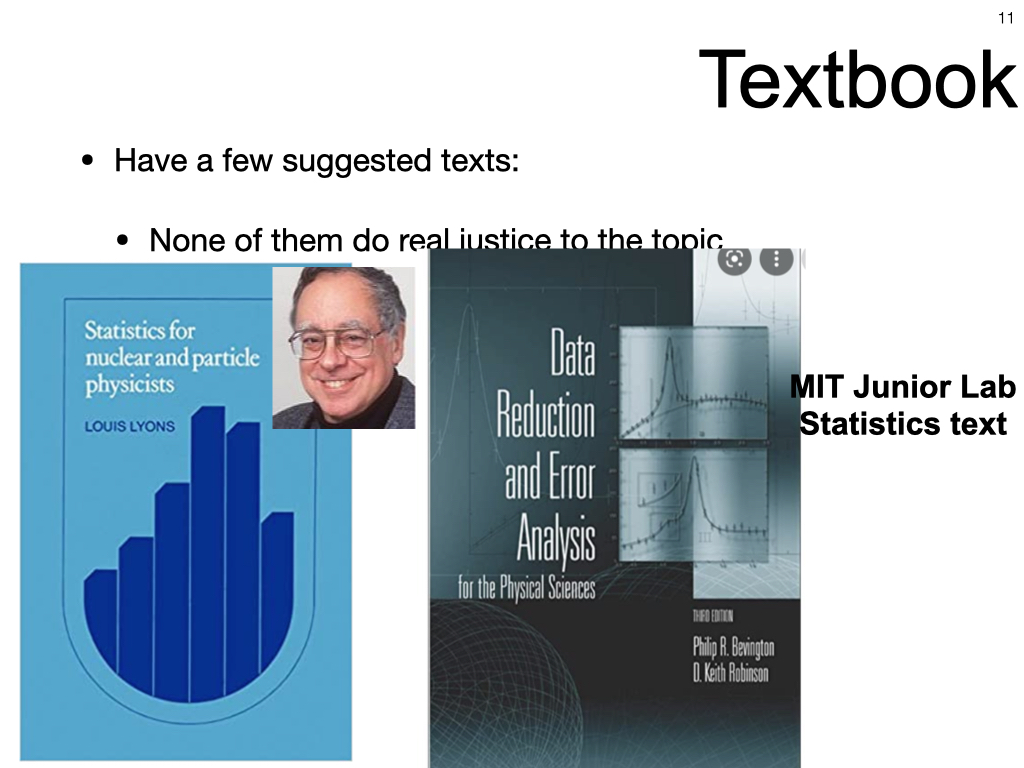 11
Textbook
• Have a few suggested texts:
• None of them do real justice to the topic
Statistics for
nuclear and particle
physicists
LOUIS LYONS
Data
Reduction
and Error
Analysis
for the Physical Sciences
THIRD EDITION
Philip R. Bevington
D. Keith Robinson
MIT Junior Lab
Statistics text